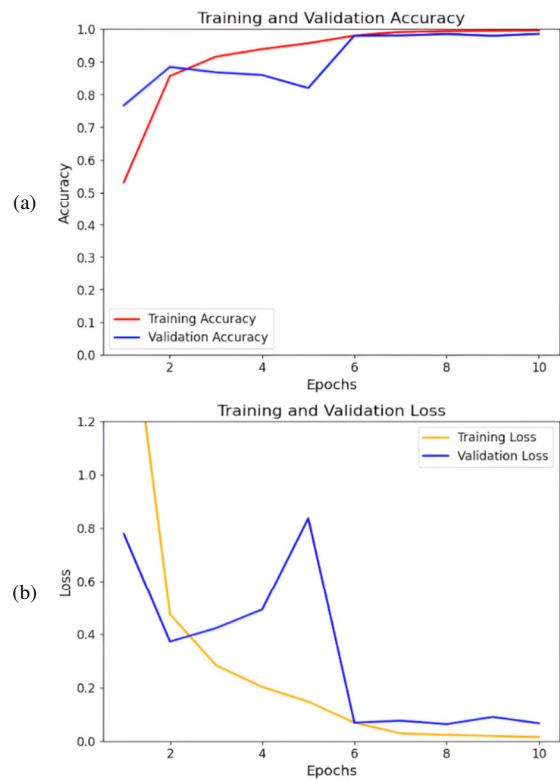 Training and Validation Accuracy
1.0
0.9
0.8
0.7
0.6
0.5
0.4
0.3
0.2
0.1
0.0
Accuracy
(a)
Training Accuracy
Validation Accuracy
2 4 6 8 10
Epochs
Training and Validation Loss
1.2
1.0
0.8
0.6
0.4
0.2
0.0
Loss
(b)
Training Loss
Validation Loss
2 4 6 8 10
Epochs